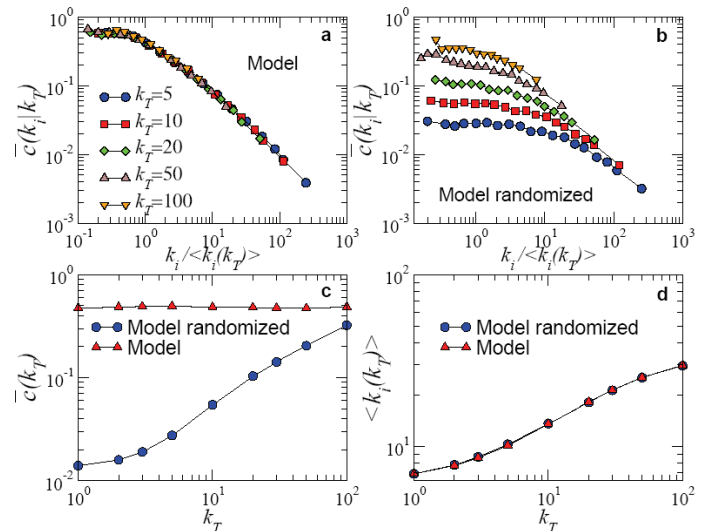 10^0
10^-1
10^-2
10^-3
c̄(k_i|k_T)
a
Model
k_T=5
k_T=10
k_T=20
k_T=50
k_T=100
10^-1 10^0 10^1 10^2 10^3
k_i/<k_i(k_T)>
10^0
10^-1
10^-2
10^-3
c̄(k_i|k_T)
b
Model randomized
10^0 10^1 10^2 10^3
k_i/<k_i(k_T)>
10^0
10^-1
10^-2
c̄(k_T)
c
Model randomized
Model
10^0 10^1 10^2
k_T
10^2
10^1
<k_i(k_T)>
d
Model randomized
Model
10^0 10^1 10^2
k_T